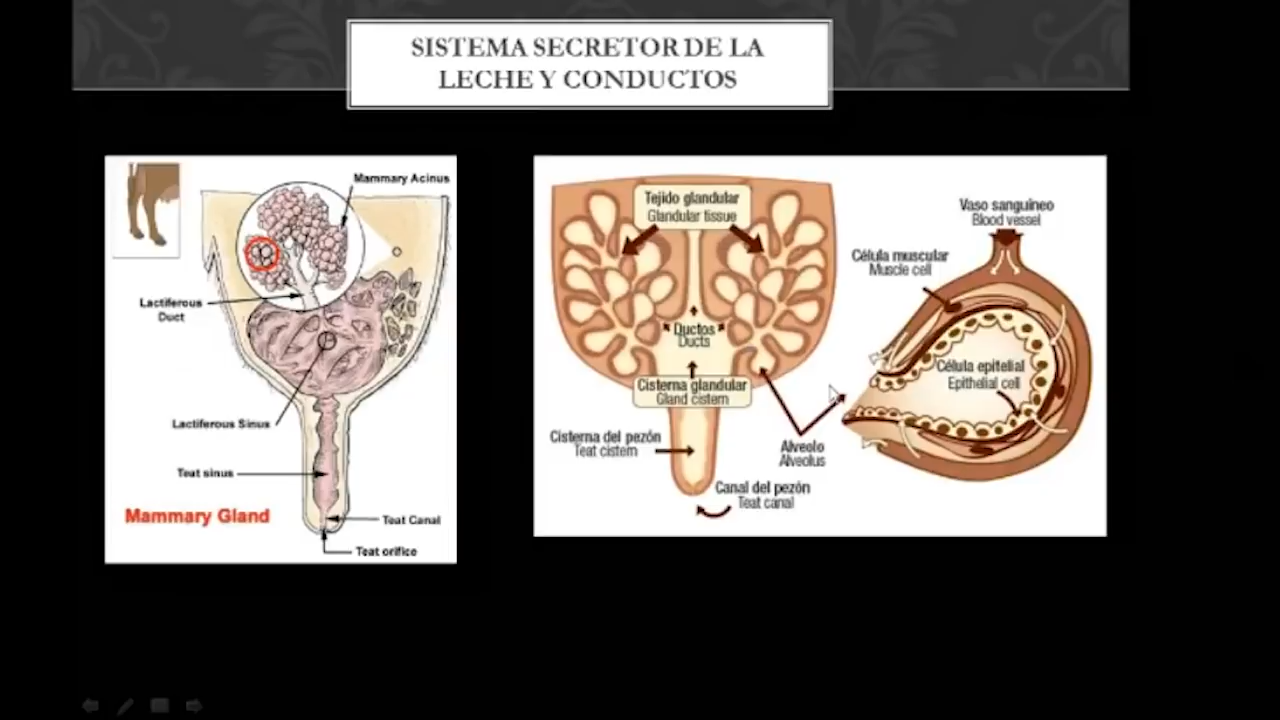 SISTEMA SECRETOR DE LA
LECHE Y CONDUCTOS
Mammary Acinus
Lactiferous
Duct
Lactiferous Sinus
Teat sinus
Mammary Gland
Teat Canal
Teat orifice
Tejido glandular
Glandular tissue
Ductos
Ducts
Cisterna glandular
Gland cistern
Cisterna del pezón
Teat cistern
Canal del pezón
Teat canal
Alveolo
Alveolus
Vaso sanguíneo
Blood vessel
Célula muscular
Muscle cell
Célula epitelial
Epithelial cell